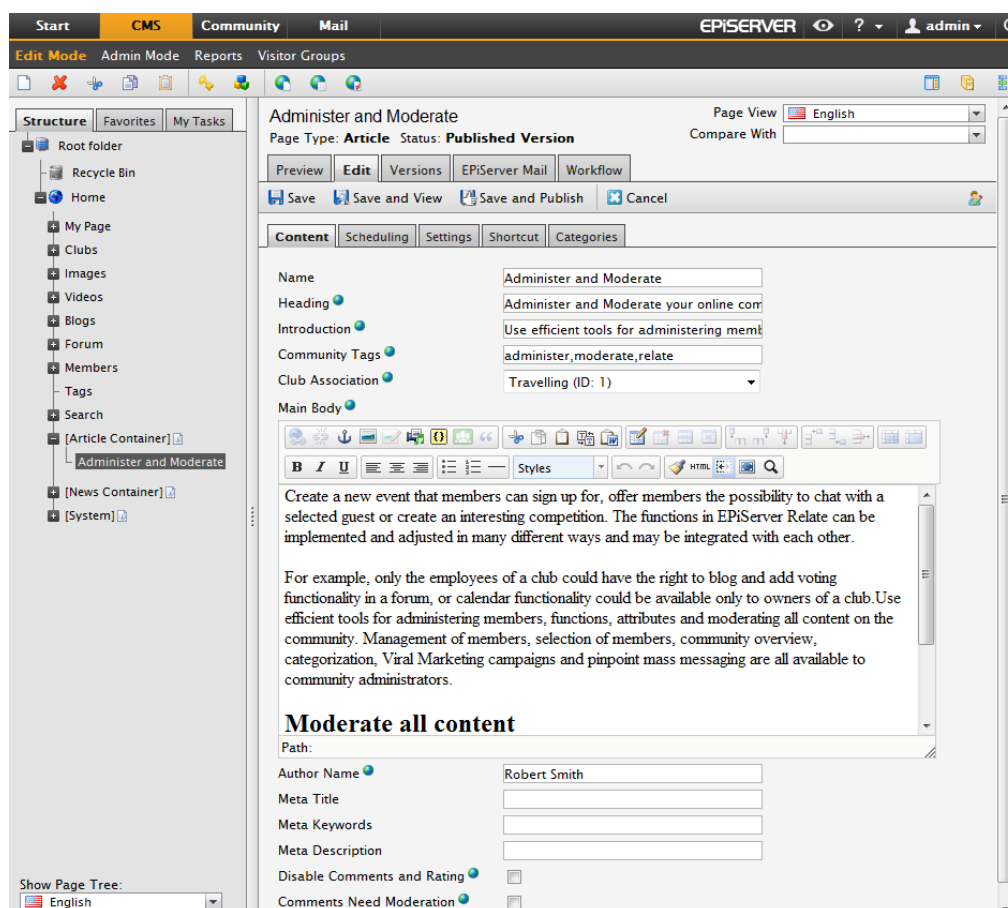 Start CMS Community Mail EPiSERVER ? admin
Edit Mode Admin Mode Reports Visitor Groups
Structure Favorites My Tasks
Root folder
Recycle Bin
Home
My Page
Clubs
Images
Videos
Blogs
Forum
Members
Tags
Search
[Article Container]
Administer and Moderate
[News Container]
[System]
Show Page Tree:
English
Administer and Moderate
Page Type: Article Status: Published Version
Page View English
Compare With
Preview Edit Versions EPiServer Mail Workflow
Save Save and View Save and Publish Cancel
Content Scheduling Settings Shortcut Categories
Name Administer and Moderate
Heading Administer and Moderate your online com
Introduction Use efficient tools for administering memb
Community Tags administer,moderate,relate
Club Association Travelling (ID: 1)
Main Body
B I U Styles HTML
Create a new event that members can sign up for, offer members the possibility to chat with a
selected guest or create an interesting competition. The functions in EPiServer Relate can be
implemented and adjusted in many different ways and may be integrated with each other.
For example, only the employees of a club could have the right to blog and add voting
functionality in a forum, or calendar functionality could be available only to owners of a club.Use
efficient tools for administering members, functions, attributes and moderating all content on the
community. Management of members, selection of members, community overview,
categorization, Viral Marketing campaigns and pinpoint mass messaging are all available to
community administrators.
Moderate all content
Path:
Author Name Robert Smith
Meta Title
Meta Keywords
Meta Description
Disable Comments and Rating
Comments Need Moderation